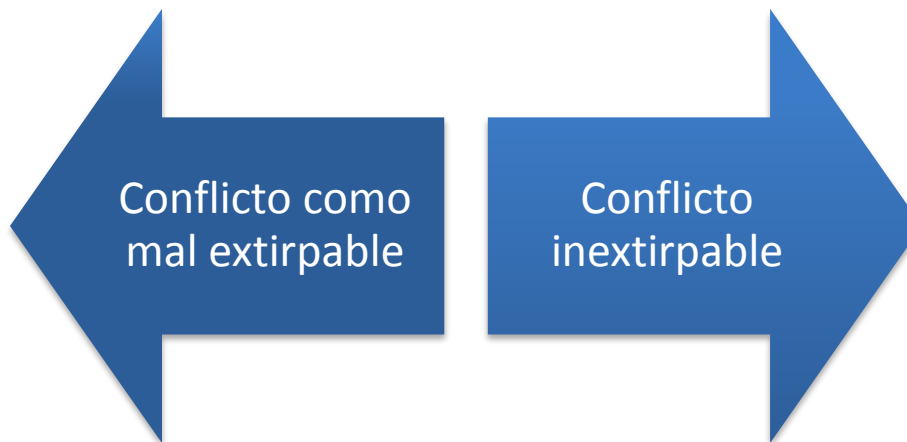 Conflicto como
mal extirpable
Conflicto
inextirpable